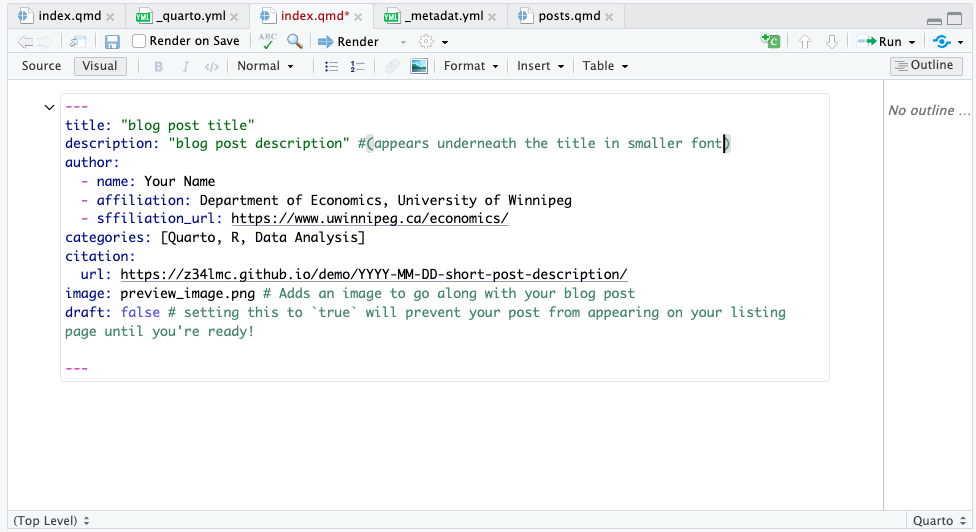 index.qmd
_quarto.yml
index.qmd*
_metadat.yml
posts.qmd
Render on Save
ABC
Render
Run
Source
Visual
B
I
</>
Normal
Format
Insert
Table
Outline
---
title: "blog post title"
description: "blog post description" #(appears underneath the title in smaller font)
author:
- name: Your Name
- affiliation: Department of Economics, University of Winnipeg
- sffiliation_url: https://www.uwinnipeg.ca/economics/
categories: [Quarto, R, Data Analysis]
citation:
url: https://z34lmc.github.io/demo/YYYY-MM-DD-short-post-description/
image: preview_image.png # Adds an image to go along with your blog post
draft: false # setting this to `true` will prevent your post from appearing on your listing
page until you're ready!
---
No outline ...
(Top Level)
Quarto